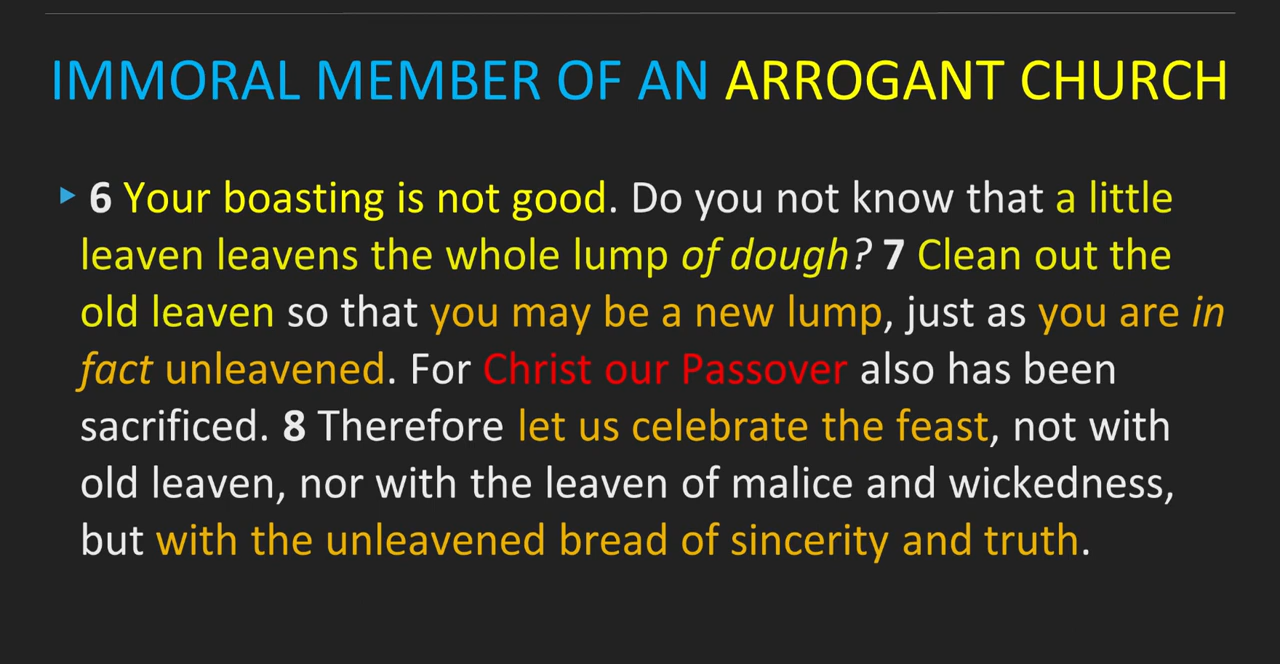 IMMORAL MEMBER OF AN ARROGANT CHURCH
6 Your boasting is not good. Do you not know that a little
leaven leavens the whole lump of dough? 7 Clean out the
old leaven so that you may be a new lump, just as you are in
fact unleavened. For Christ our Passover also has been
sacrificed. 8 Therefore let us celebrate the feast, not with
old leaven, nor with the leaven of malice and wickedness,
but with the unleavened bread of sincerity and truth.